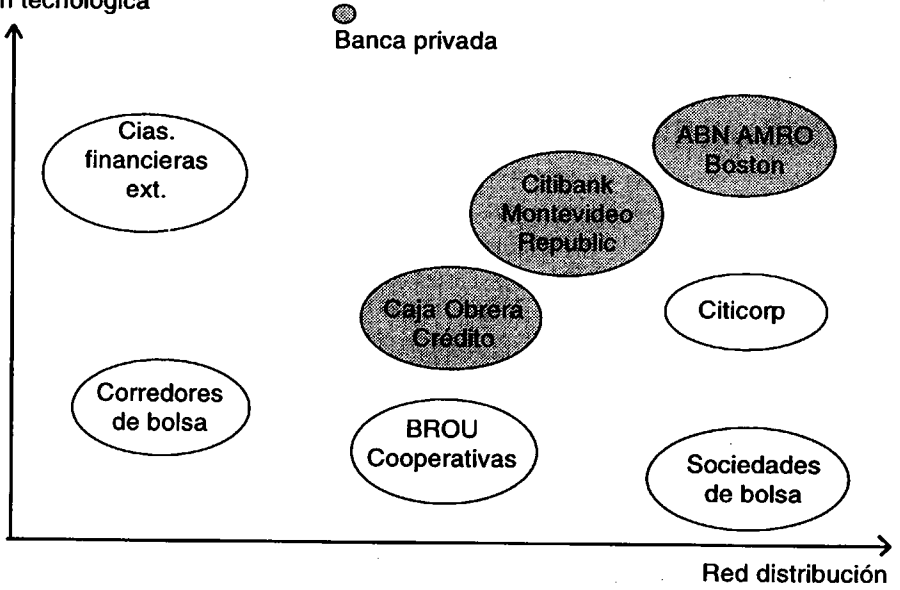 n tecnológica
Banca privada
Cias.
financieras
ext.
ABN AMRO
Boston
Citibank
Montevideo
Republic
Caja Obrera
Crédito
Citicorp
Corredores
de bolsa
BROU
Cooperativas
Sociedades
de bolsa
Red distribución